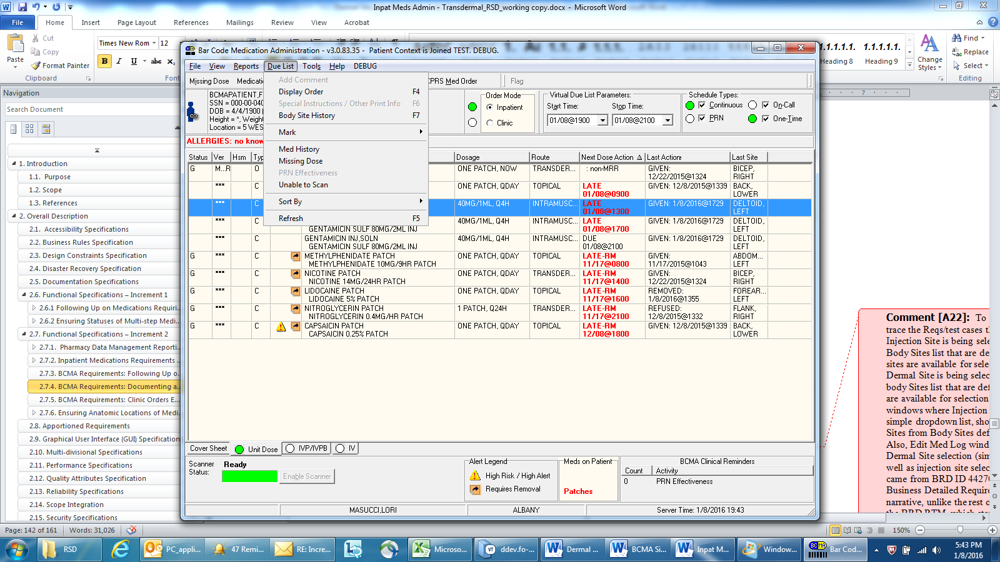 Inpat Meds Admin - Transdermal_RSD_working copy.docx - Microsoft Word
File
Home
Insert
Page Layout
References
Mailings
Review
View
Acrobat
Paste
Cut
Copy
Format Painter
Clipboard
Times New Rom
12
B
I
U
abc
Font
1.1.1.1.
1.1.1.1.
Heading 8
Heading 9
Change
Styles
Find
Replace
Select
Editing
Navigation
Search Document
1. Introduction
1.1. Purpose
1.2. Scope
1.3. References
2. Overall Description
2.1. Accessibility Specifications
2.2. Business Rules Specification
2.3. Design Constraints Specification
2.4. Disaster Recovery Specification
2.5. Documentation Specifications
2.6. Functional Specifications – Increment 1
2.6.1 Following Up on Medications Requiri...
2.6.2 Ensuring Statuses of Multi-step Medi...
2.7. Functional Specifications – Increment 2
2.7.1. Pharmacy Data Management Reporti...
2.7.2. Inpatient Medications Requirements ...
2.7.3. BCMA Requirements: Following Up o...
2.7.4. BCMA Requirements: Documenting a...
2.7.5. BCMA Requirements: Clinic Orders E...
2.7.6. Ensuring Anatomic Locations of Medi...
2.8. Apportioned Requirements
2.9. Graphical User Interface (GUI) Specification
2.10. Multi-divisional Specifications
2.11. Performance Specifications
2.12. Quality Attributes Specification
2.13. Reliability Specifications
2.14. Scope Integration
2.15. Security Specifications
Bar Code Medication Administration - v3.0.83.35 - Patient Context is Joined TEST. DEBUG.
File View Reports Due List Tools Help DEBUG
Missing Dose
CPRS Med Order
Flag
BCMAPATIENT,F
SSN = 000-00-040
DOB = 4/4/1900
Height = *, Weigh
Location = 5 WES
Add Comment
Display Order F4
Special Instructions / Other Print Info F6
Body Site History F7
Mark
Med History
Missing Dose
PRN Effectiveness
Unable to Scan
Sort By
Refresh F5
Order Mode
Inpatient
Clinic
Virtual Due List Parameters:
Start Time: Stop Time:
01/08@1900 01/08@2100
Schedule Types:
Continuous On-Call
PRN One-Time
ALLERGIES: no know
Status Ver Hsm Typ Dosage Route Next Dose Action Last Action Last Site
G M...R O ONE PATCH, NOW TRANSDER... : non-MRR GIVEN: BICEP,
12/22/2015@1324 RIGHT
*** C ONE PATCH, QDAY TOPICAL LATE GIVEN: 12/8/2015@1339 BACK,
01/08@0900 LOWER
*** C 40MG/1ML, Q4H INTRAMUSC... LATE GIVEN: 1/8/2016@1729 DELTOID,
01/08@1300 LEFT
*** C 40MG/1ML, Q4H INTRAMUSC... LATE GIVEN: 1/8/2016@1729 DELTOID,
GENTAMICIN SULF 80MG/2ML INJ 01/08@1700 LEFT
*** C GENTAMICIN INJ,SOLN 40MG/1ML, Q4H INTRAMUSC... DUE GIVEN: 1/8/2016@1729 DELTOID,
GENTAMICIN SULF 80MG/2ML INJ 01/08@2100 LEFT
G *** C METHYLPHENIDATE PATCH ONE PATCH, QDAY TOPICAL LATE-RM GIVEN: ABDOM...
METHYLPHENIDATE 10MG/9HR PATCH 11/17@0800 11/17/2015@1043 LEFT
G *** C NICOTINE PATCH ONE PATCH, QDAY TRANSDER... LATE-RM GIVEN: BICEP,
NICOTINE 14MG/24HR PATCH 11/17@1400 12/22/2015@1324 RIGHT
G *** C LIDOCAINE PATCH ONE PATCH, QDAY TOPICAL LATE-RM REMOVED: FOREAR...
LIDOCAINE 5% PATCH 11/17@1600 1/8/2016@1355 LEFT
G *** C NITROGLYCERIN PATCH 1 PATCH, Q24H TRANSDER... LATE-RM REFUSED: FLANK,
NITROGLYCERIN 0.4MG/HR PATCH 11/17@2100 12/8/2015@1332 RIGHT
G *** C CAPSAICIN PATCH ONE PATCH, QDAY TOPICAL LATE-RM GIVEN: 12/8/2015@1339 BACK,
CAPSAICIN 0.25% PATCH 12/08@1800 LOWER
Cover Sheet Unit Dose IVP/IVPB IV
Scanner
Status:
Ready
Enable Scanner
Alert Legend
High Risk / High Alert
Requires Removal
Meds on Patient
Patches
BCMA Clinical Reminders
Count Activity
0 PRN Effectiveness
MASUCCI,LORI ALBANY Server Time: 1/8/2016 19:43
7
Comment [A22]: To
trace the Reqs/test cases
Injection Site is being sele
Body Sites list that are de
sites are available for sele
Dermal Site is being selec
body Sites list that are def
are available for selection
windows where Injection
simple dropdown list, sho
Sites from Body Sites def
Also, Edit Med Log wind
Dermal Site selection (sim
well as injection site selec
came from BRD ID 4427
Business Detailed Require
narrative, unlike the rest o
Page: 142 of 161
Words: 31,026
150%
RSD
PC_appli...
47 Remi...
RE: Incre...
Microso...
ddev.fo-...
Dermal ...
BCMA Si...
Inpat M...
Window...
Bar Cod...
5:43 PM
1/8/2016